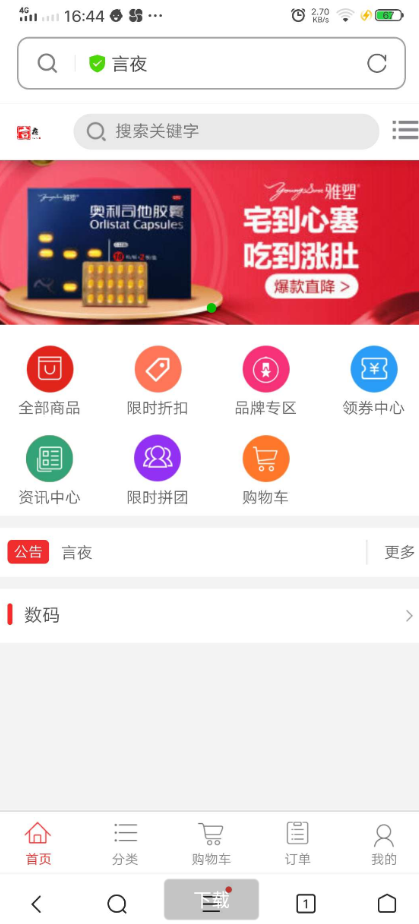 4G
16:44
2.70
KB/s
67
言夜
搜索关键字
雅塑
奥利司他胶囊
Orlistat Capsules
雅塑
宅到心塞
吃到涨肚
爆款直降 >
全部商品
限时折扣
品牌专区
领券中心
资讯中心
限时拼团
购物车
公告 言夜 更多
数码
首页
分类
购物车
订单
我的
下载
1